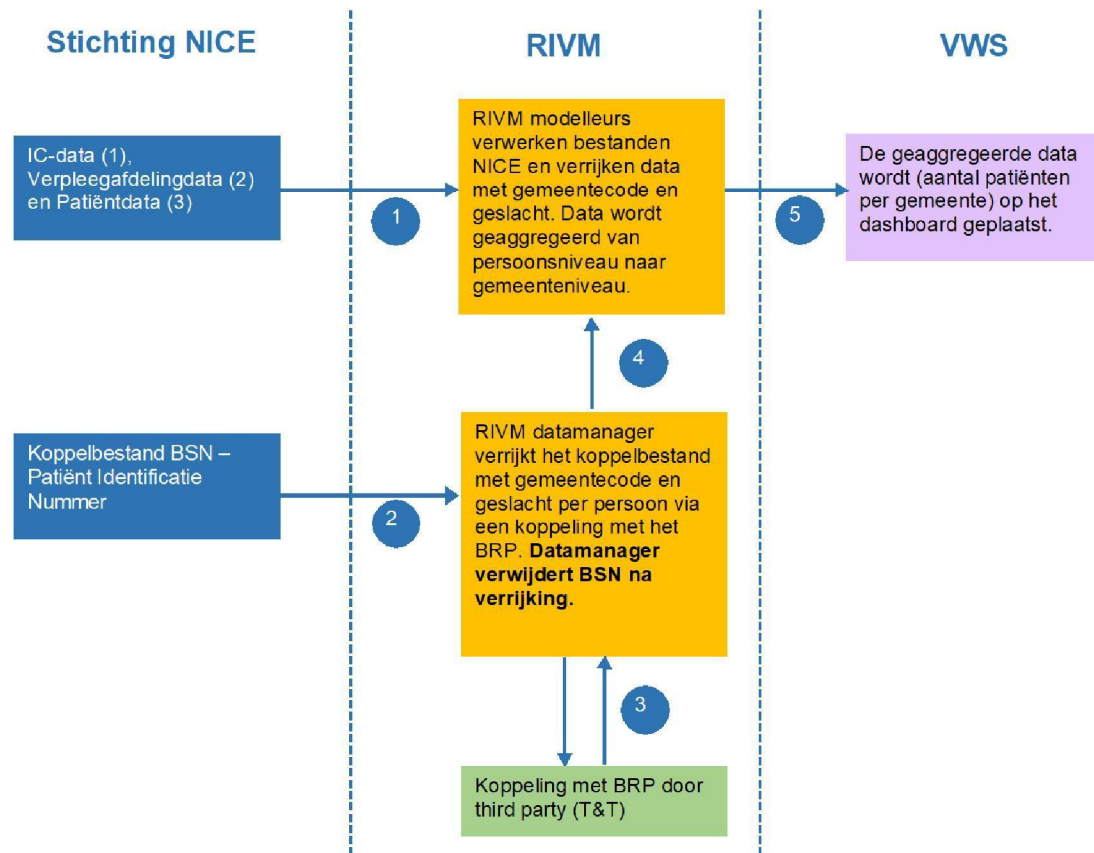 Stichting NICE
RIVM
VWS
IC-data (1),
Verpleegafdelingdata (2)
en Patiëntdata (3)
1
RIVM modelleurs
verwerken bestanden
NICE en verrijken data
met gemeentecode en
geslacht. Data wordt
geaggregeerd van
persoonsniveau naar
gemeenteniveau.
5
De geaggregeerde data
wordt (aantal patiënten
per gemeente) op het
dashboard geplaatst.
4
Koppelbestand BSN –
Patiënt Identificatie
Nummer
2
RIVM datamanager
verrijkt het koppelbestand
met gemeentecode en
geslacht per persoon via
een koppeling met het
BRP. Datamanager
verwijdert BSN na
verrijking.
3
Koppeling met BRP door
third party (T&T)